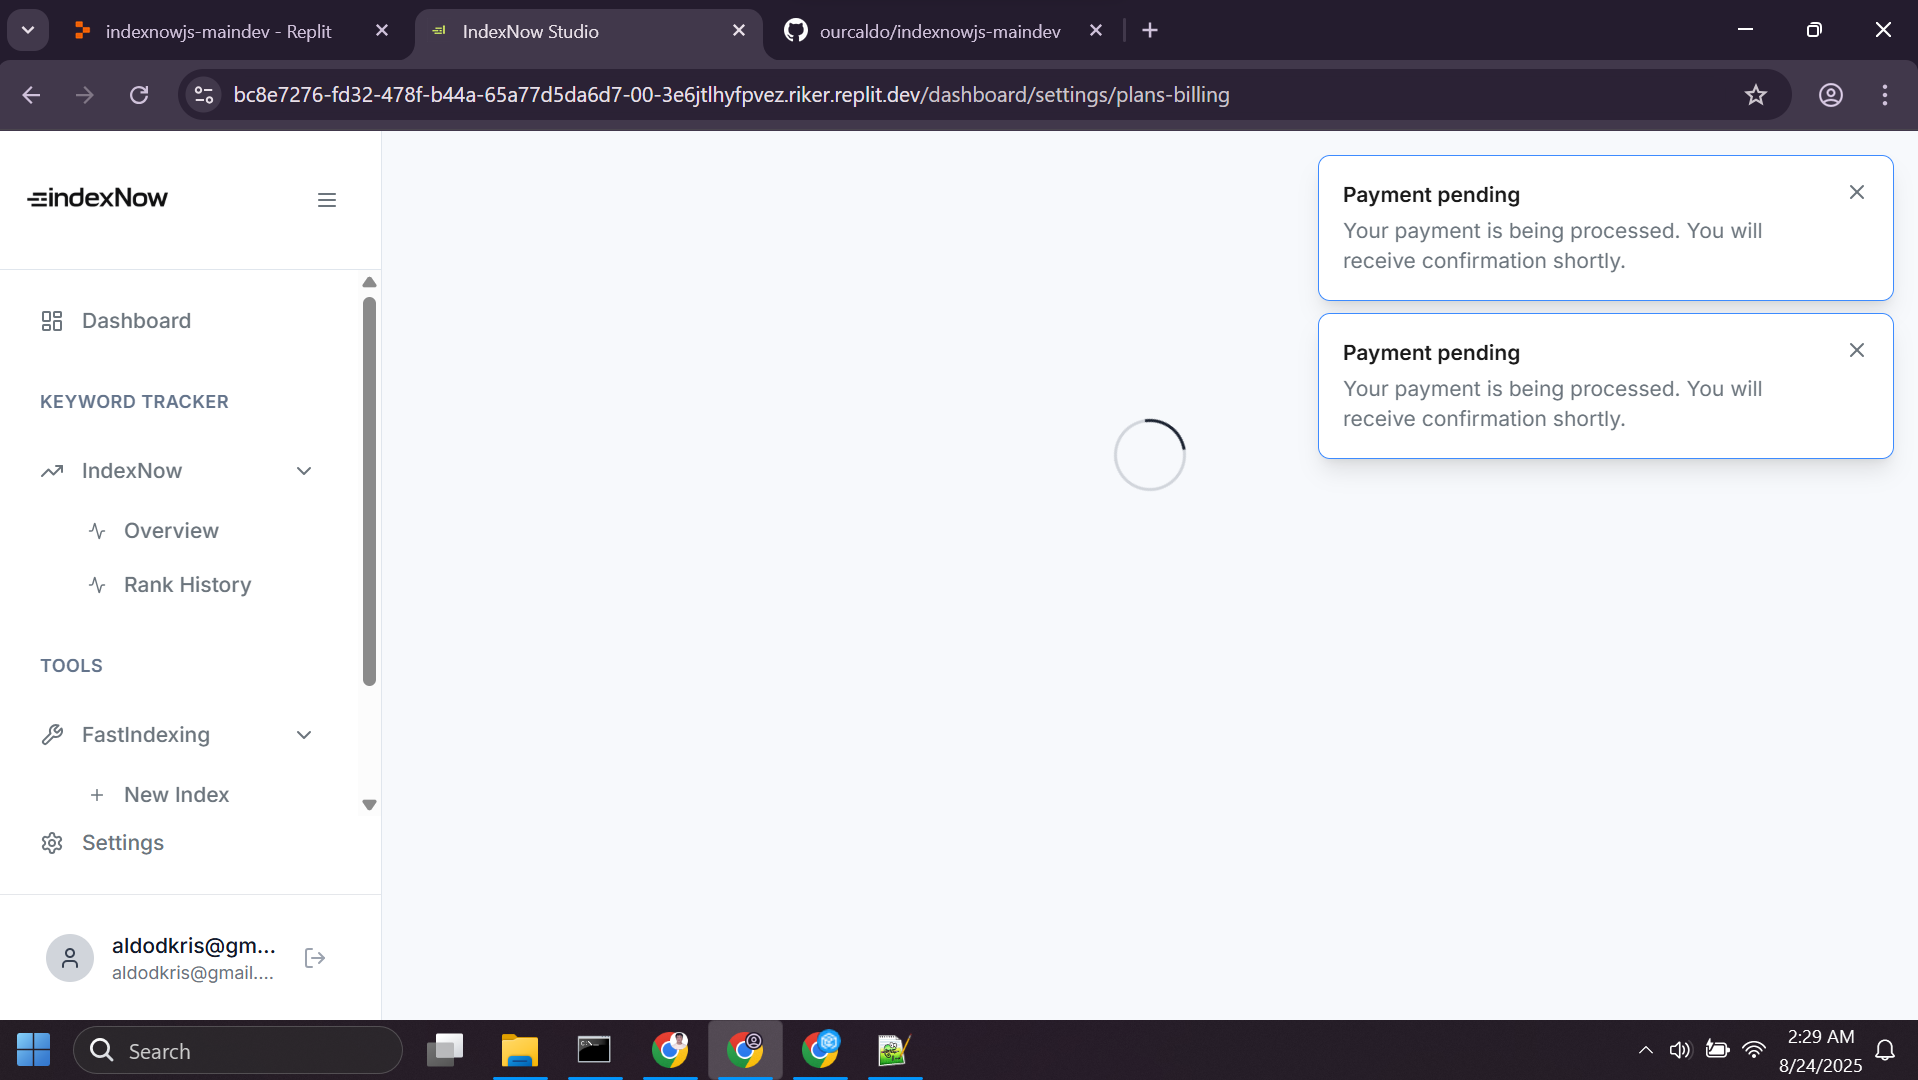 indexnowjs-maindev - Replit
IndexNow Studio
ourcaldo/indexnowjs-maindev
bc8e7276-fd32-478f-b44a-65a77d5da6d7-00-3e6jtlhyfpvez.riker.replit.dev/dashboard/settings/plans-billing
indexNow
Dashboard
KEYWORD TRACKER
IndexNow
Overview
Rank History
TOOLS
FastIndexing
New Index
Settings
aldodkris@gm...
aldodkris@gmail....
Payment pending
Your payment is being processed. You will
receive confirmation shortly.
Payment pending
Your payment is being processed. You will
receive confirmation shortly.
Search
2:29 AM
8/24/2025